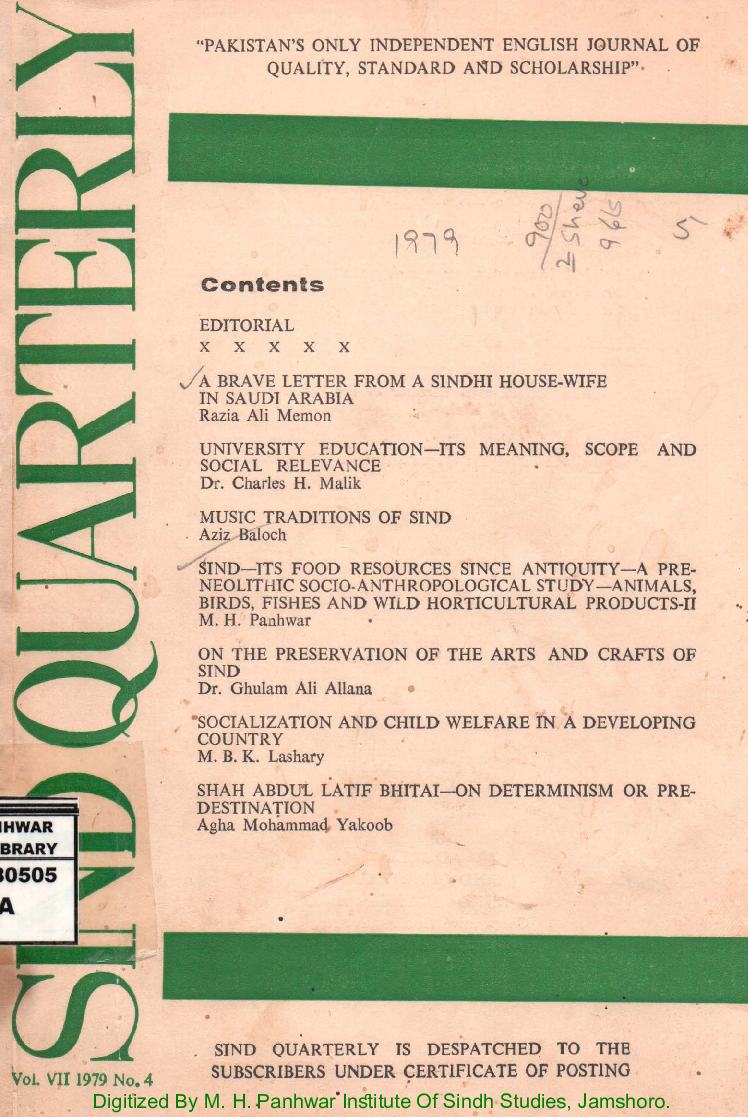 SIND QUARTERLY
Vol. VII 1979 No. 4
"PAKISTAN'S ONLY INDEPENDENT ENGLISH JOURNAL OF
QUALITY, STANDARD AND SCHOLARSHIP"
1979
900
965
5
Contents
EDITORIAL
X X X X X
A BRAVE LETTER FROM A SINDHI HOUSE-WIFE
IN SAUDI ARABIA
Razia Ali Memon
UNIVERSITY EDUCATION—ITS MEANING, SCOPE AND
SOCIAL RELEVANCE
Dr. Charles H. Malik
MUSIC TRADITIONS OF SIND
Aziz Baloch
SIND—ITS FOOD RESOURCES SINCE ANTIQUITY—A PRE-
NEOLITHIC SOCIO-ANTHROPOLOGICAL STUDY—ANIMALS,
BIRDS, FISHES AND WILD HORTICULTURAL PRODUCTS-II
M. H. Panhwar
ON THE PRESERVATION OF THE ARTS AND CRAFTS OF
SIND
Dr. Ghulam Ali Allana
SOCIALIZATION AND CHILD WELFARE IN A DEVELOPING
COUNTRY
M. B. K. Lashary
SHAH ABDUL LATIF BHITAI—ON DETERMINISM OR PRE-
DESTINATION
Agha Mohammad Yakoob
HWAR
BRARY
0505
A
SIND QUARTERLY IS DESPATCHED TO THE
SUBSCRIBERS UNDER CERTIFICATE OF POSTING
Digitized By M. H. Panhwar Institute Of Sindh Studies, Jamshoro.